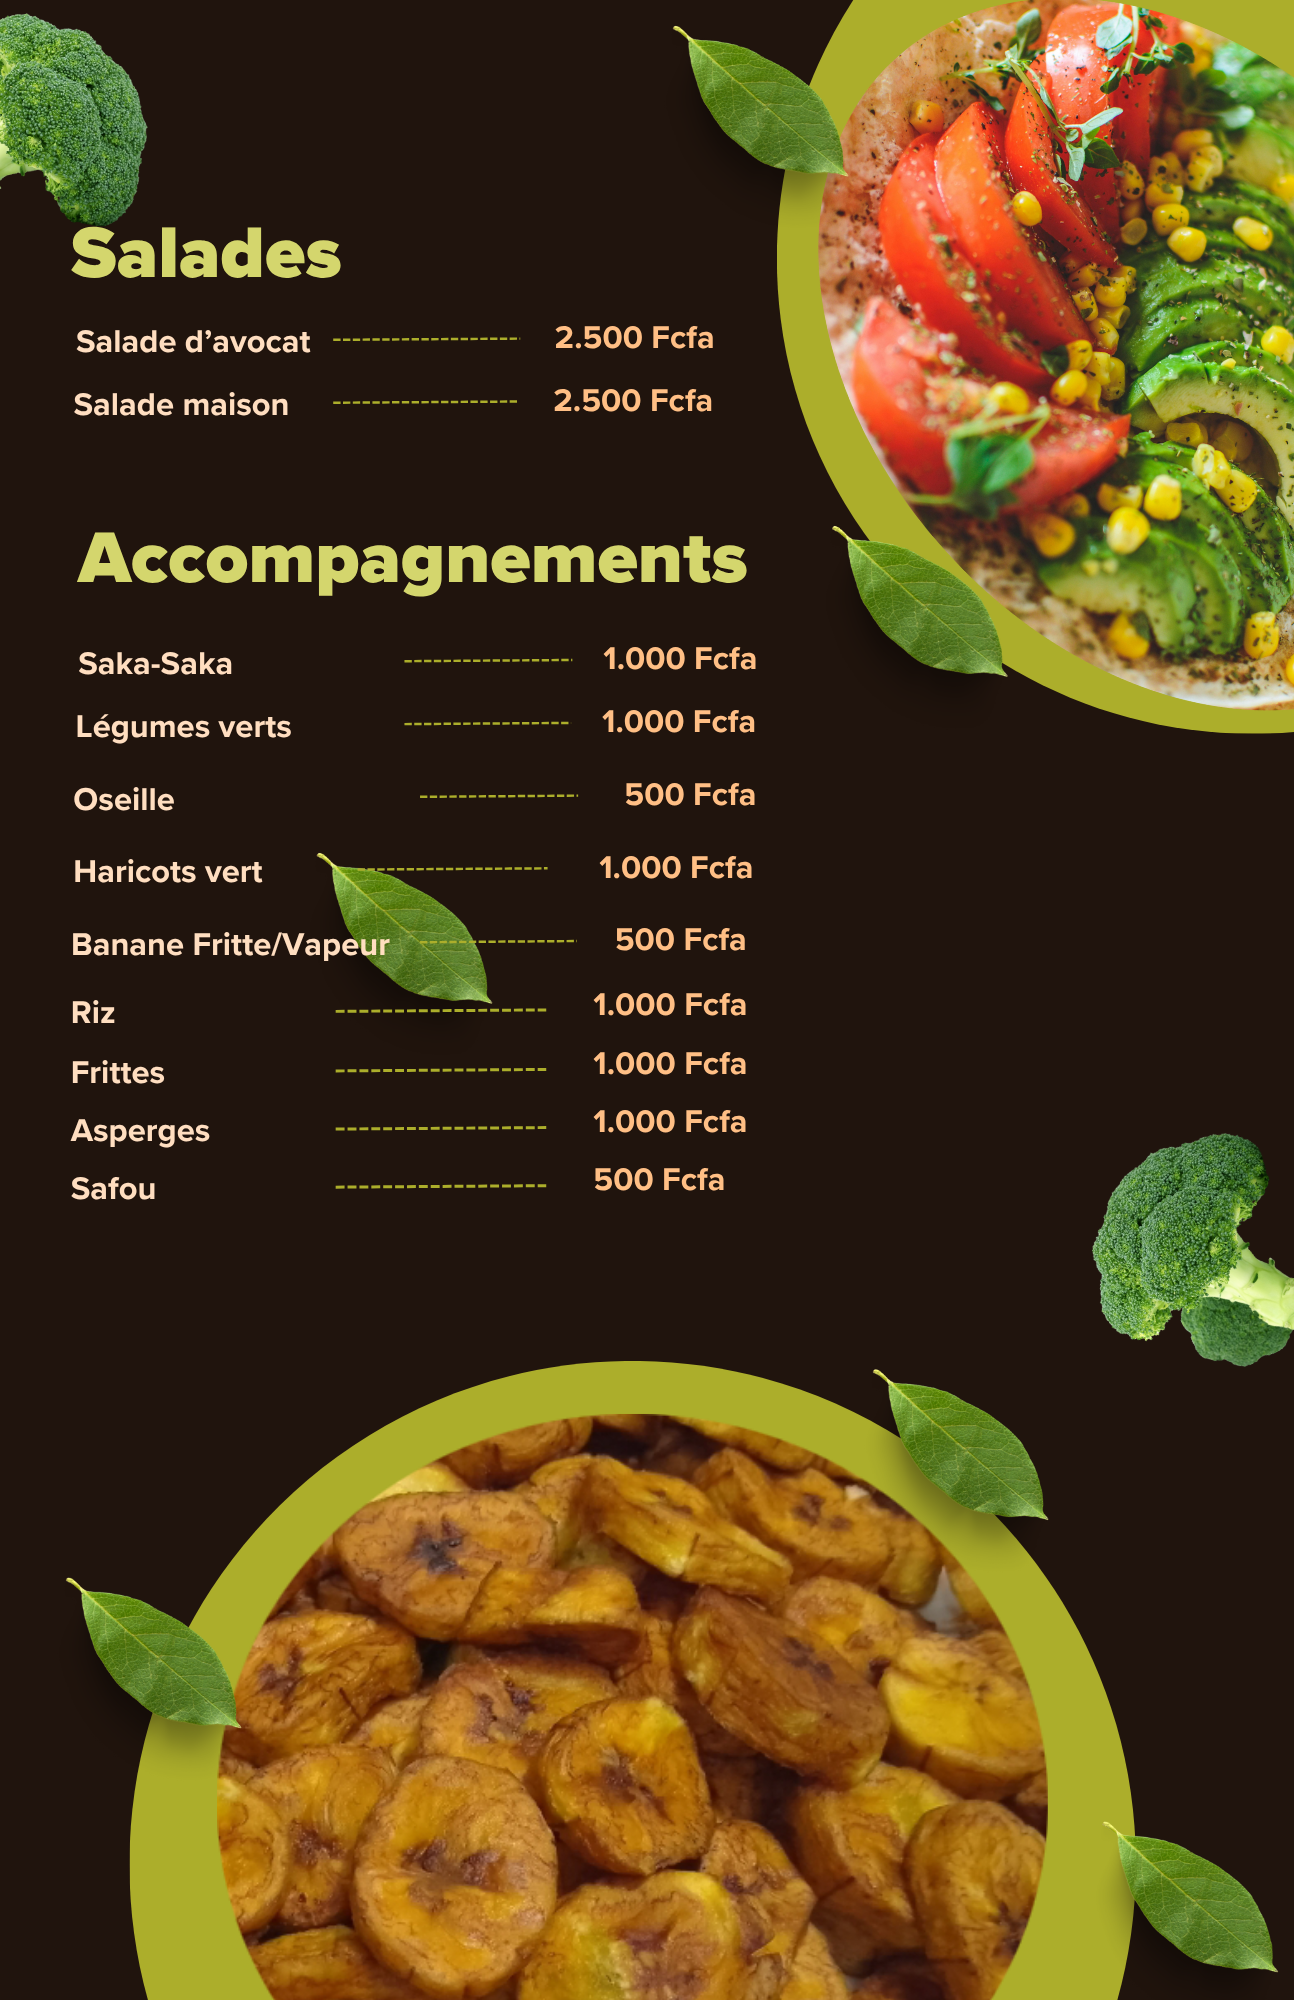 Salades
Salade d’avocat 2.500 Fcfa
Salade maison 2.500 Fcfa
Accompagnements
Saka-Saka 1.000 Fcfa
Légumes verts 1.000 Fcfa
Oseille 500 Fcfa
Haricots vert 1.000 Fcfa
Banane Fritte/Vapeur 500 Fcfa
Riz 1.000 Fcfa
Frittes 1.000 Fcfa
Asperges 1.000 Fcfa
Safou 500 Fcfa